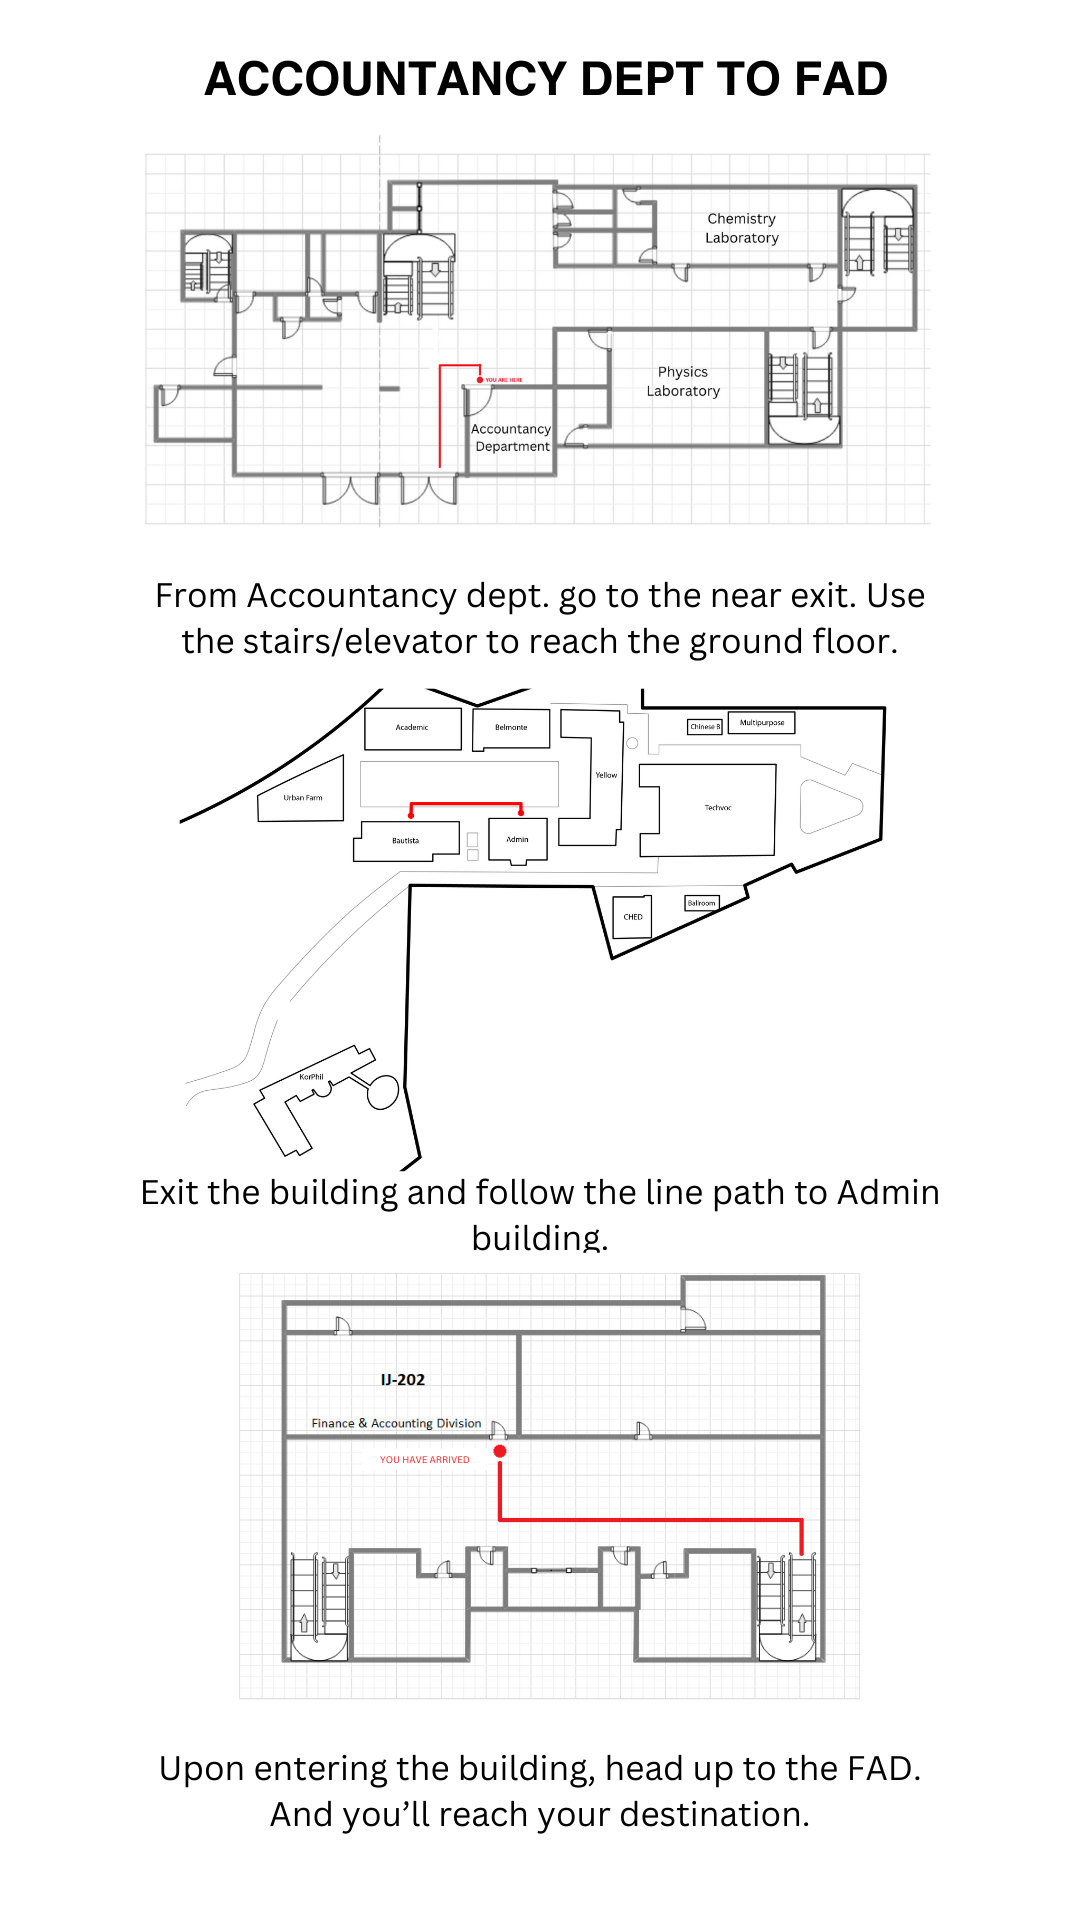 ACCOUNTANCY DEPT TO FAD
Chemistry
Laboratory
Physics
Laboratory
YOU ARE HERE
Accountancy
Department
From Accountancy dept. go to the near exit. Use
the stairs/elevator to reach the ground floor.
Academic
Belmonte
Chinese B
Multipurpose
Yellow
Urban Farm
Techvoc
Bautista
Admin
CHED
Ballroom
KorPhil
Exit the building and follow the line path to Admin
building.
IJ-202
Finance & Accounting Division
YOU HAVE ARRIVED
Upon entering the building, head up to the FAD.
And you’ll reach your destination.